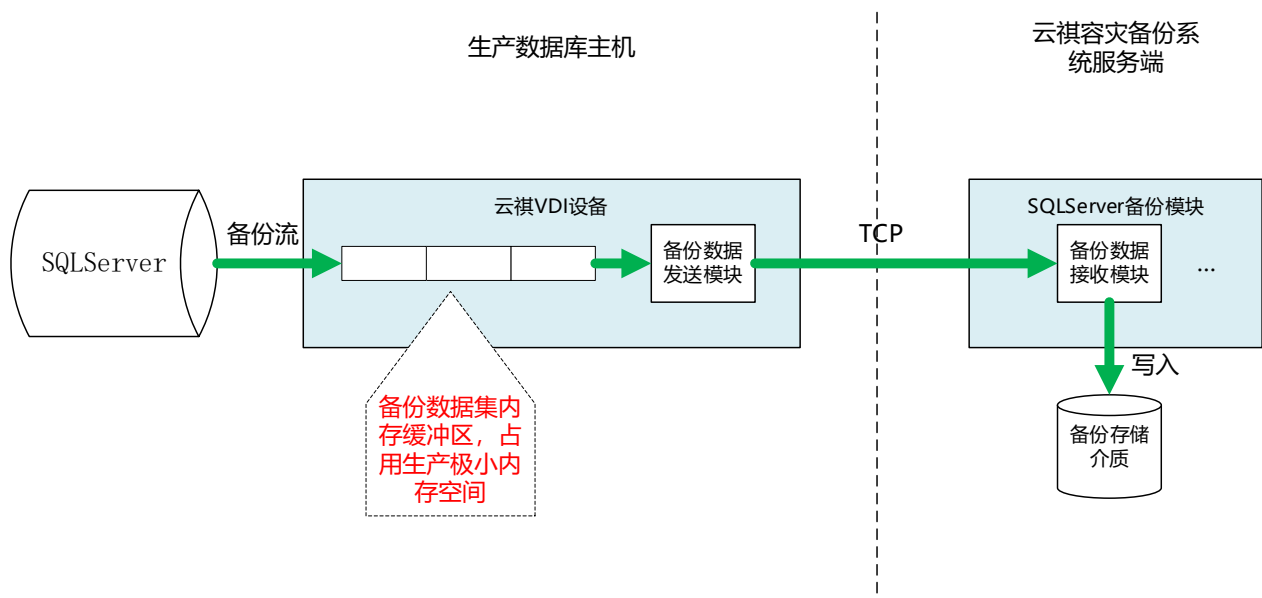 生产数据库主机
云祺容灾备份系
统服务端
SQLServer
备份流
云祺VDI设备
备份数据
发送模块
TCP
SQLServer备份模块
备份数据
接收模块
...
写入
备份存储
介质
备份数据集内
存缓冲区，占
用生产极小内
存空间